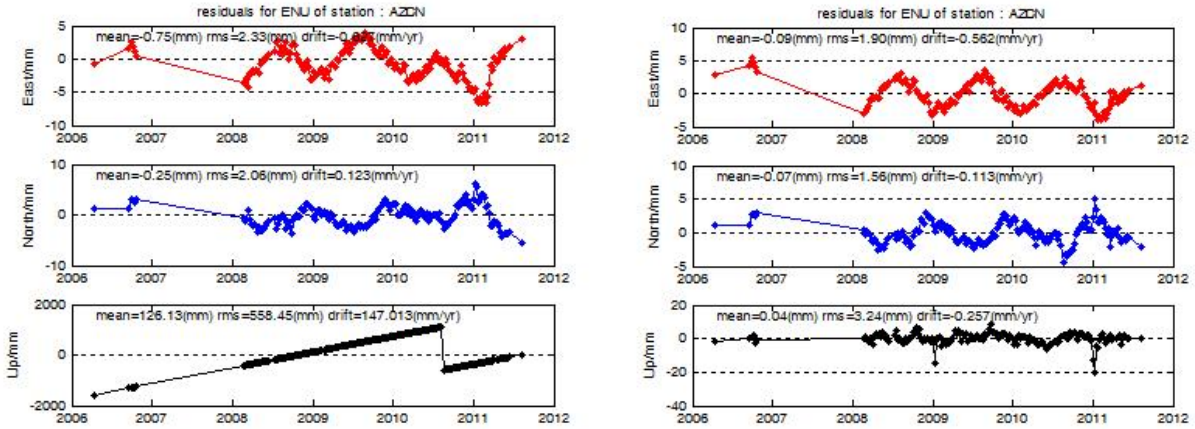 residuals for ENU of station : AZCN
mean=-0.75(mm) rms=2.33(mm)
5
0
-5
-10
East/mm
2006 2007 2008 2009 2010 2011 2012
mean=-0.25(mm) rms=2.06(mm) drift=0.123(mm/yr)
10
0
-10
North/mm
2006 2007 2008 2009 2010 2011 2012
mean=126.13(mm) rms=558.45(mm) drift=147.013(mm/yr)
2000
0
-2000
Up/mm
2006 2007 2008 2009 2010 2011 2012
residuals for ENU of station : AZCN
mean=-0.09(mm) rms=1.90(mm) drift=-0.562(mm/yr)
10
5
0
-5
East/mm
2006 2007 2008 2009 2010 2011 2012
mean=-0.07(mm) rms=1.56(mm) drift=-0.113(mm/yr)
10
5
0
-5
North/mm
2006 2007 2008 2009 2010 2011 2012
mean=0.04(mm) rms=3.24(mm) drift=-0.257(mm/yr)
20
0
-20
-40
Up/mm
2006 2007 2008 2009 2010 2011 2012